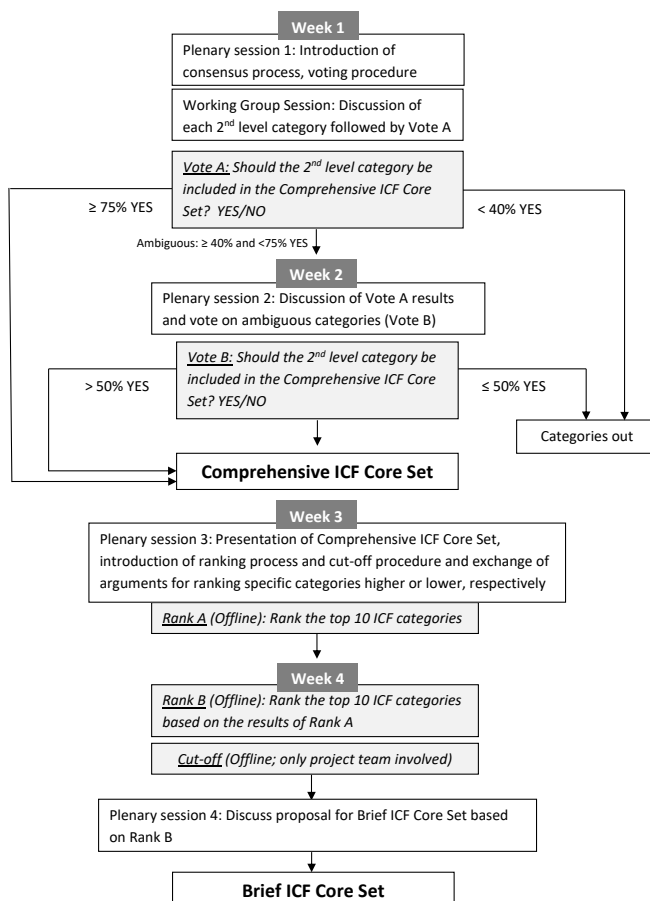 Week 1
Plenary session 1: Introduction of
consensus process, voting procedure
Working Group Session: Discussion of
each 2nd level category followed by Vote A
Vote A: Should the 2nd level category be
included in the Comprehensive ICF Core
Set? YES/NO
≥ 75% YES
< 40% YES
Ambiguous: ≥ 40% and <75% YES
Week 2
Plenary session 2: Discussion of Vote A results
and vote on ambiguous categories (Vote B)
Vote B: Should the 2nd level category be
included in the Comprehensive ICF Core
Set? YES/NO
> 50% YES
≤ 50% YES
Categories out
Comprehensive ICF Core Set
Week 3
Plenary session 3: Presentation of Comprehensive ICF Core Set,
introduction of ranking process and cut-off procedure and exchange of
arguments for ranking specific categories higher or lower, respectively
Rank A (Offline): Rank the top 10 ICF categories
Week 4
Rank B (Offline): Rank the top 10 ICF categories
based on the results of Rank A
Cut-off (Offline; only project team involved)
Plenary session 4: Discuss proposal for Brief ICF Core Set based
on Rank B
Brief ICF Core Set